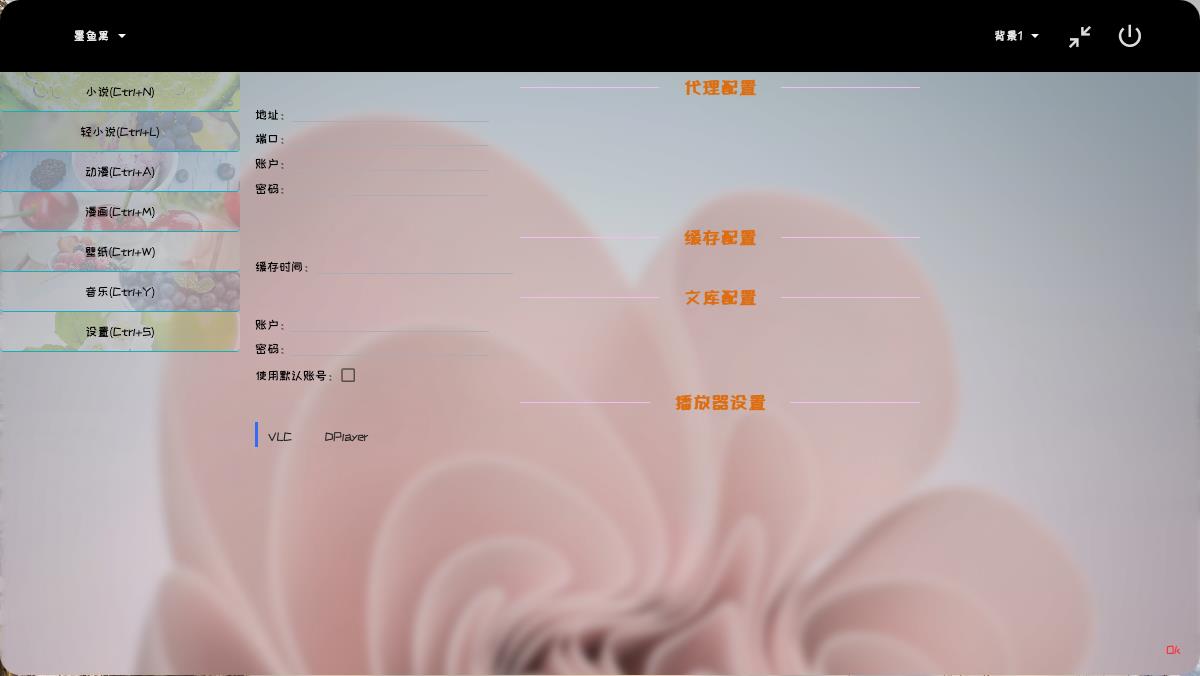 墨鱼黑
背景1
小说(Ctrl+N)
轻小说(Ctrl+L)
动漫(Ctrl+A)
漫画(Ctrl+M)
壁纸(Ctrl+W)
音乐(Ctrl+Y)
设置(Ctrl+S)
代理配置
地址：
端口：
账户：
密码：
缓存配置
缓存时间：
文库配置
账户：
密码：
使用默认账号：
播放器设置
VLC
DPlayer
Ok